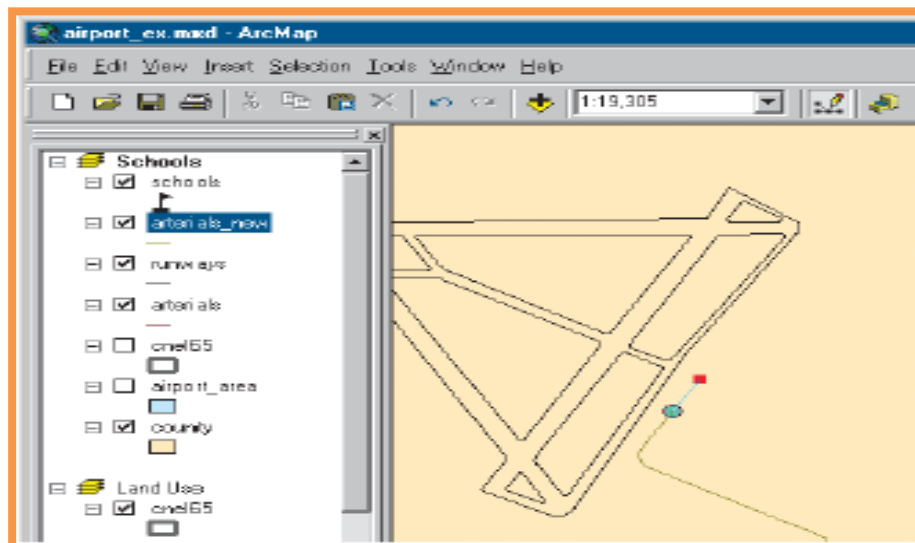 airport_ex.mxd - ArcMap
File Edit View Insert Selection Tools Window Help
1:19,305
Schools
schools
arterials_new
runways
arterials
cnel65
airport_area
county
Land Use
cnel65